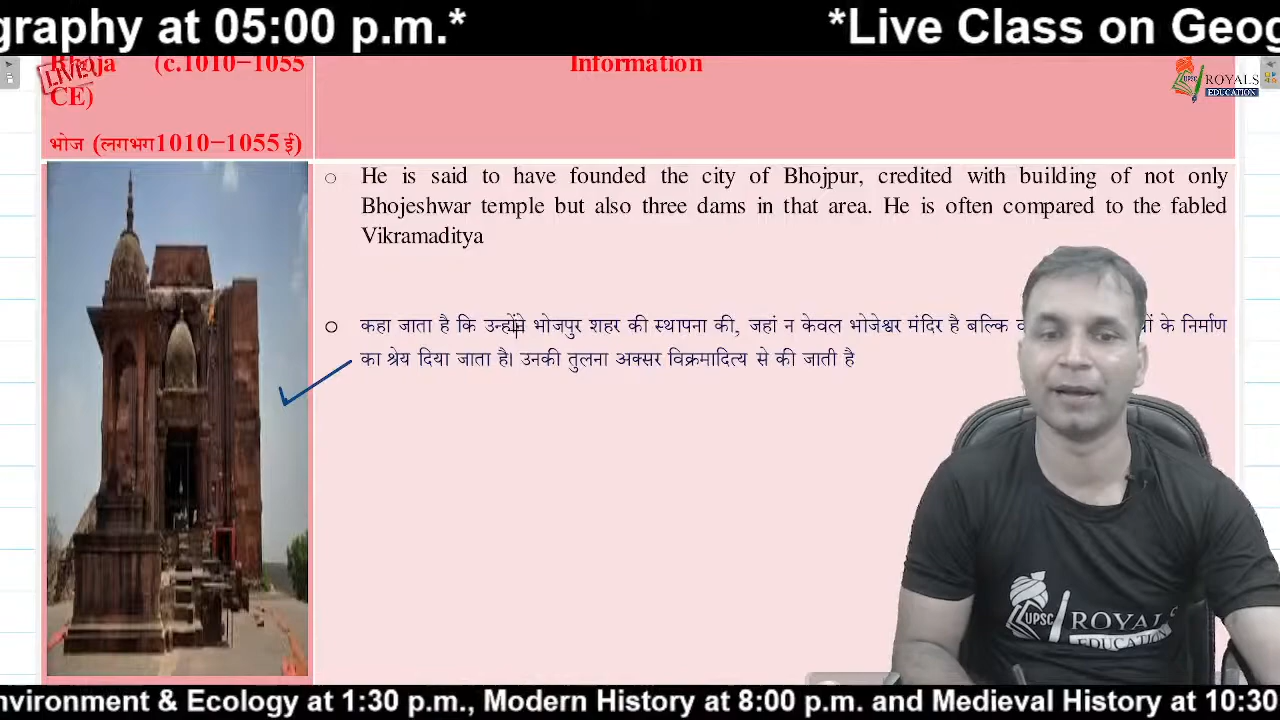 graphy at 05:00 p.m.* *Live Class on Geog
Bhoja (c.1010-1055 Information
CE)
भोज (लगभग1010-1055 ई)
LIVE
UPSC ROYALS
EDUCATION
○ He is said to have founded the city of Bhojpur, credited with building of not only
Bhojeshwar temple but also three dams in that area. He is often compared to the fabled
Vikramaditya
○ कहा जाता है कि उन्होंने भोजपुर शहर की स्थापना की, जहां न केवल भोजेश्वर मंदिर है बल्कि के निर्माण
का श्रेय दिया जाता है। उनकी तुलना अक्सर विक्रमादित्य से की जाती है
UPSC ROYAL
EDUCATION
nvironment & Ecology at 1:30 p.m., Modern History at 8:00 p.m. and Medieval History at 10:30